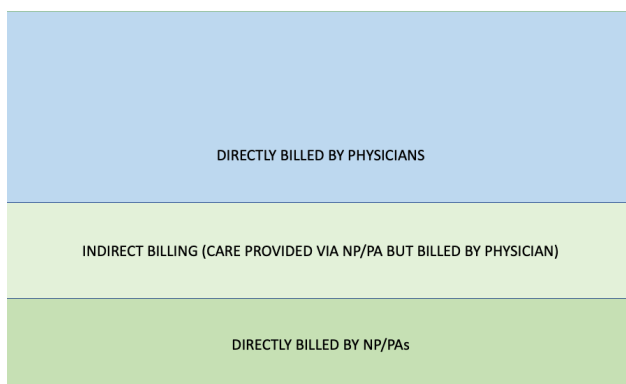 DIRECTLY BILLED BY PHYSICIANS
INDIRECT BILLING (CARE PROVIDED VIA NP/PA BUT BILLED BY PHYSICIAN)
DIRECTLY BILLED BY NP/PAs